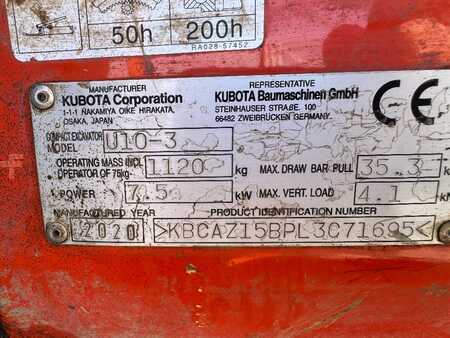 50h 200h
RA028-57452
MANUFACTURER
KUBOTA Corporation
1-1-1 NAKAMIYA OIKE HIRAKATA,
OSAKA, JAPAN
REPRESENTATIVE
KUBOTA Baumaschinen GmbH
STEINHAUSER STRAßE. 100
66482 ZWEIBRÜCKEN GERMANY.
CE
COMPACT EXCAVATOR
MODEL U10-3
OPERATING MASS INCL.
OPERATOR OF 75kg 1120 kg MAX. DRAW BAR PULL 35.3
POWER 7.5 kW MAX. VERT. LOAD 4.1
MANUFACTURED YEAR PRODUCT IDENTIFICATION NUMBER
2020 >KBCAZ15BPL3C71695<